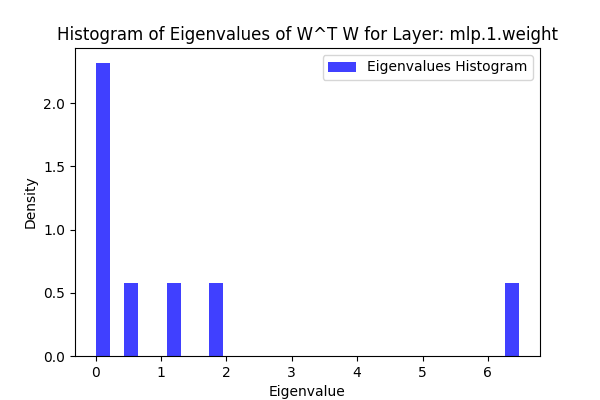 Histogram of Eigenvalues of W^T W for Layer: mlp.1.weight
Eigenvalues Histogram
Density
2.0
1.5
1.0
0.5
0.0
0 1 2 3 4 5 6
Eigenvalue